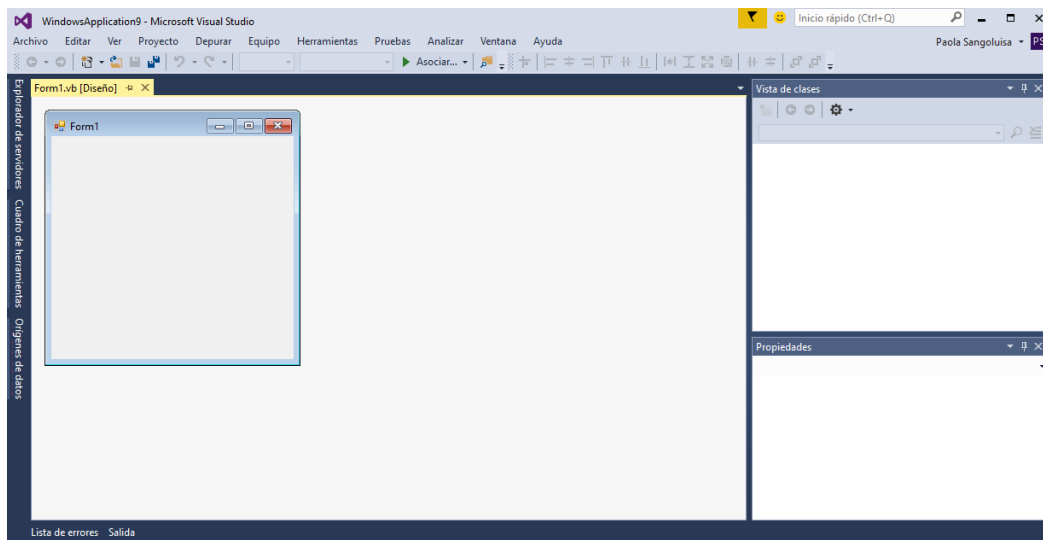 WindowsApplication9 - Microsoft Visual Studio
Inicio rápido (Ctrl+Q)
Archivo Editar Ver Proyecto Depurar Equipo Herramientas Pruebas Analizar Ventana Ayuda
Paola Sangoluisa PS
Asociar...
Explorador de servidores
Cuadro de herramientas
Orígenes de datos
Form1.vb [Diseño]
Form1
Vista de clases
Propiedades
Lista de errores Salida